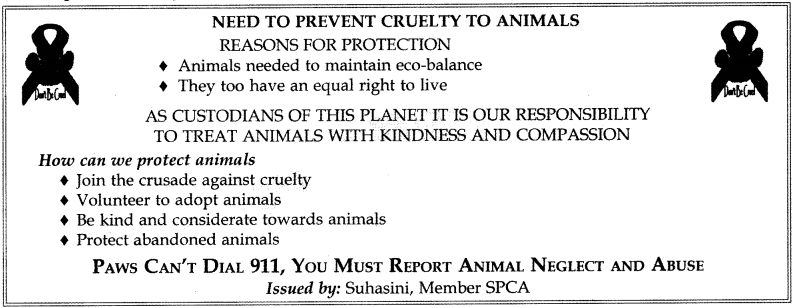 NEED TO PREVENT CRUELTY TO ANIMALS
REASONS FOR PROTECTION
♦ Animals needed to maintain eco-balance
♦ They too have an equal right to live
Don't Be Cruel
Don't Be Cruel
AS CUSTODIANS OF THIS PLANET IT IS OUR RESPONSIBILITY
TO TREAT ANIMALS WITH KINDNESS AND COMPASSION
How can we protect animals
♦ Join the crusade against cruelty
♦ Volunteer to adopt animals
♦ Be kind and considerate towards animals
♦ Protect abandoned animals
PAWS CAN'T DIAL 911, YOU MUST REPORT ANIMAL NEGLECT AND ABUSE
Issued by: Suhasini, Member SPCA